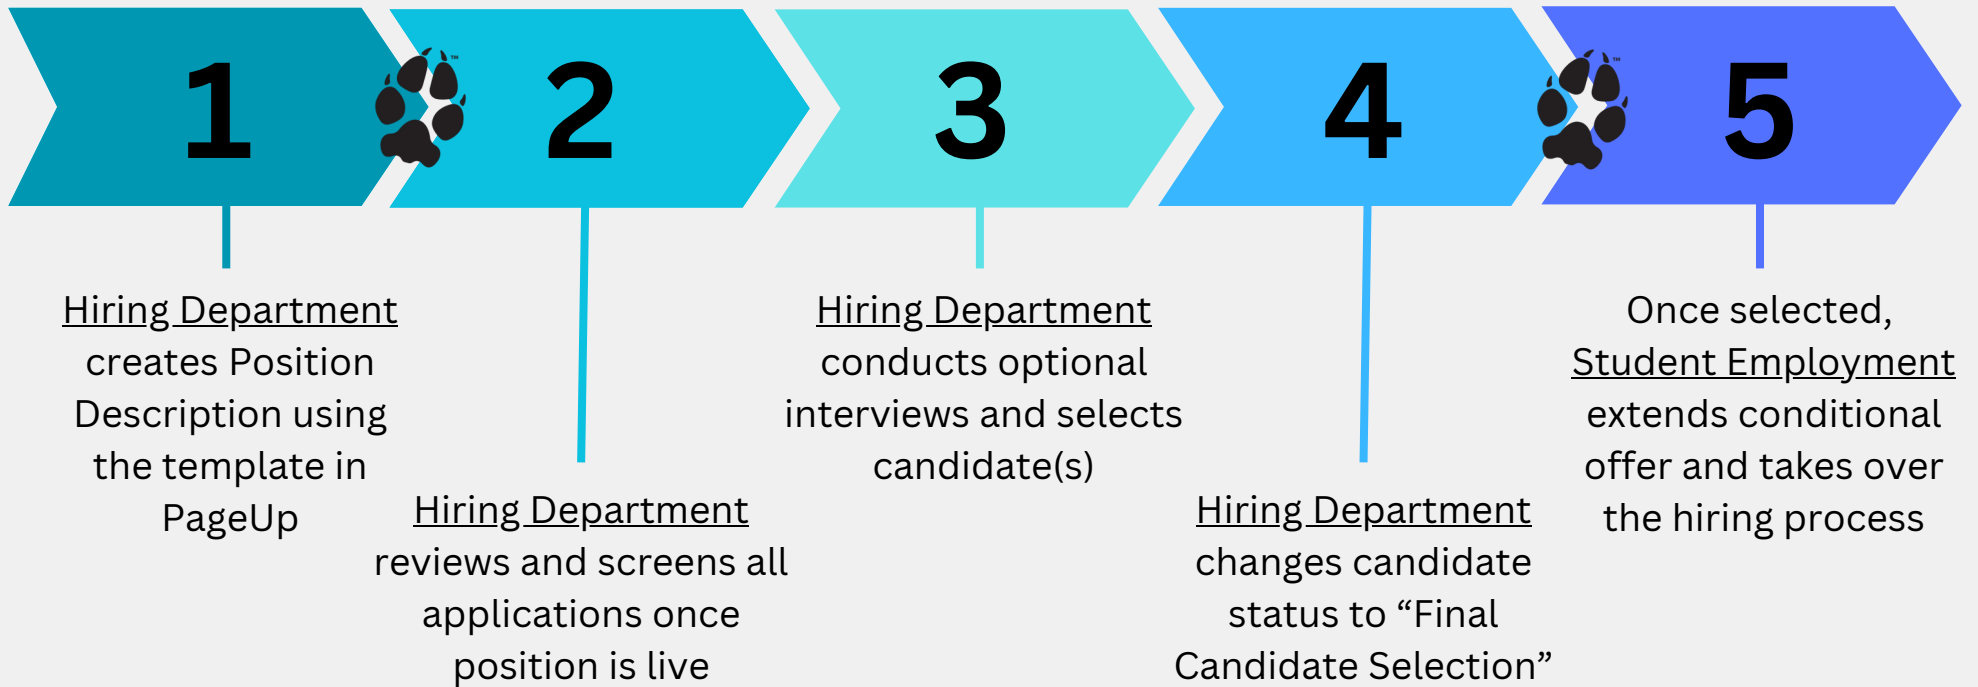 1
Hiring Department
creates Position
Description using
the template in
PageUp
™
2
Hiring Department
reviews and screens all
applications once
position is live
3
Hiring Department
conducts optional
interviews and selects
candidate(s)
4
Hiring Department
changes candidate
status to “Final
Candidate Selection”
™
5
Once selected,
Student Employment
extends conditional
offer and takes over
the hiring process